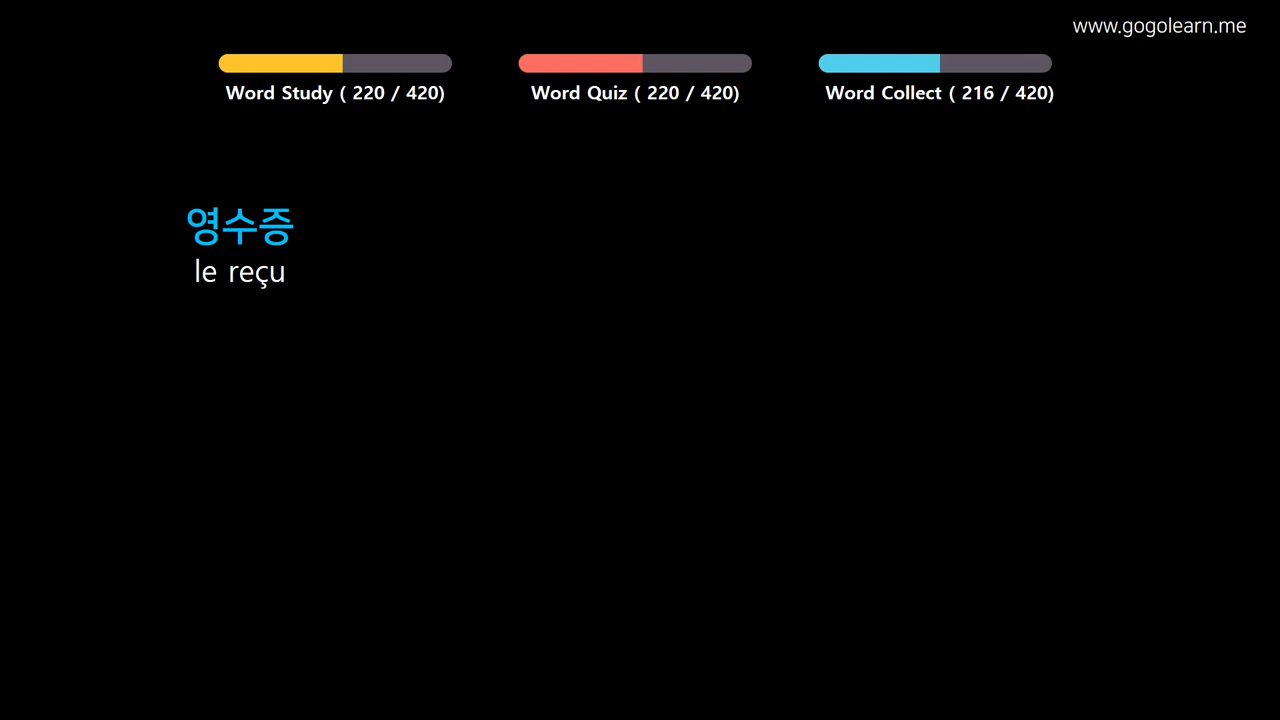 www.gogolearn.me
Word Study ( 220 / 420)
Word Quiz ( 220 / 420)
Word Collect ( 216 / 420)
영수증
le reçu